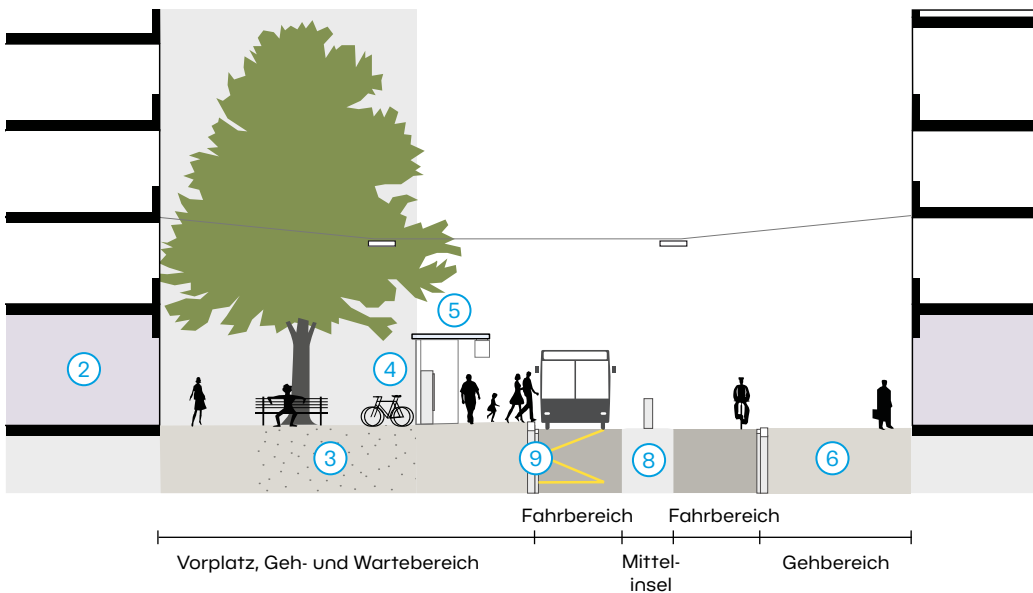 5
2
4
3
9
8
6
Fahrbereich
Fahrbereich
Vorplatz, Geh- und Wartebereich
Mittel-
insel
Gehbereich